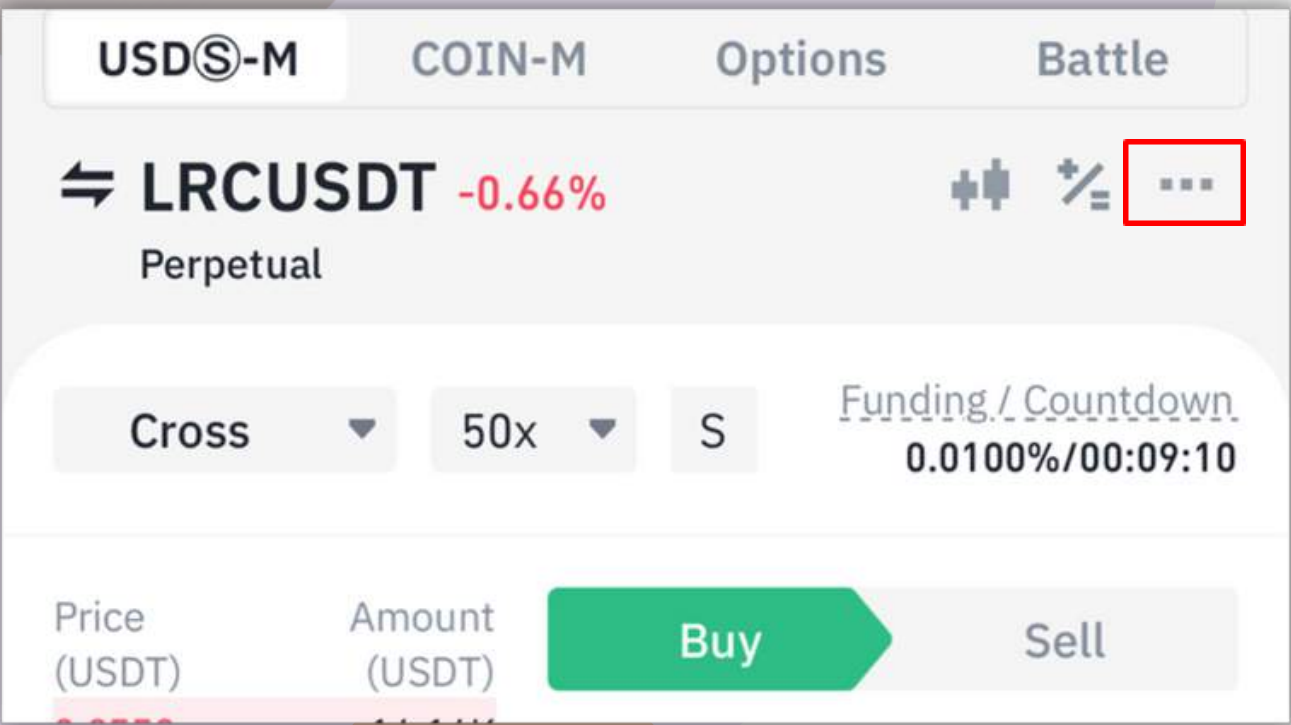 USDⓈ-M COIN-M Options Battle
LRCUSDT -0.66%
Perpetual
Cross 50x S
Funding / Countdown
0.0100%/00:09:10
Price Amount
(USDT) (USDT)
Buy Sell